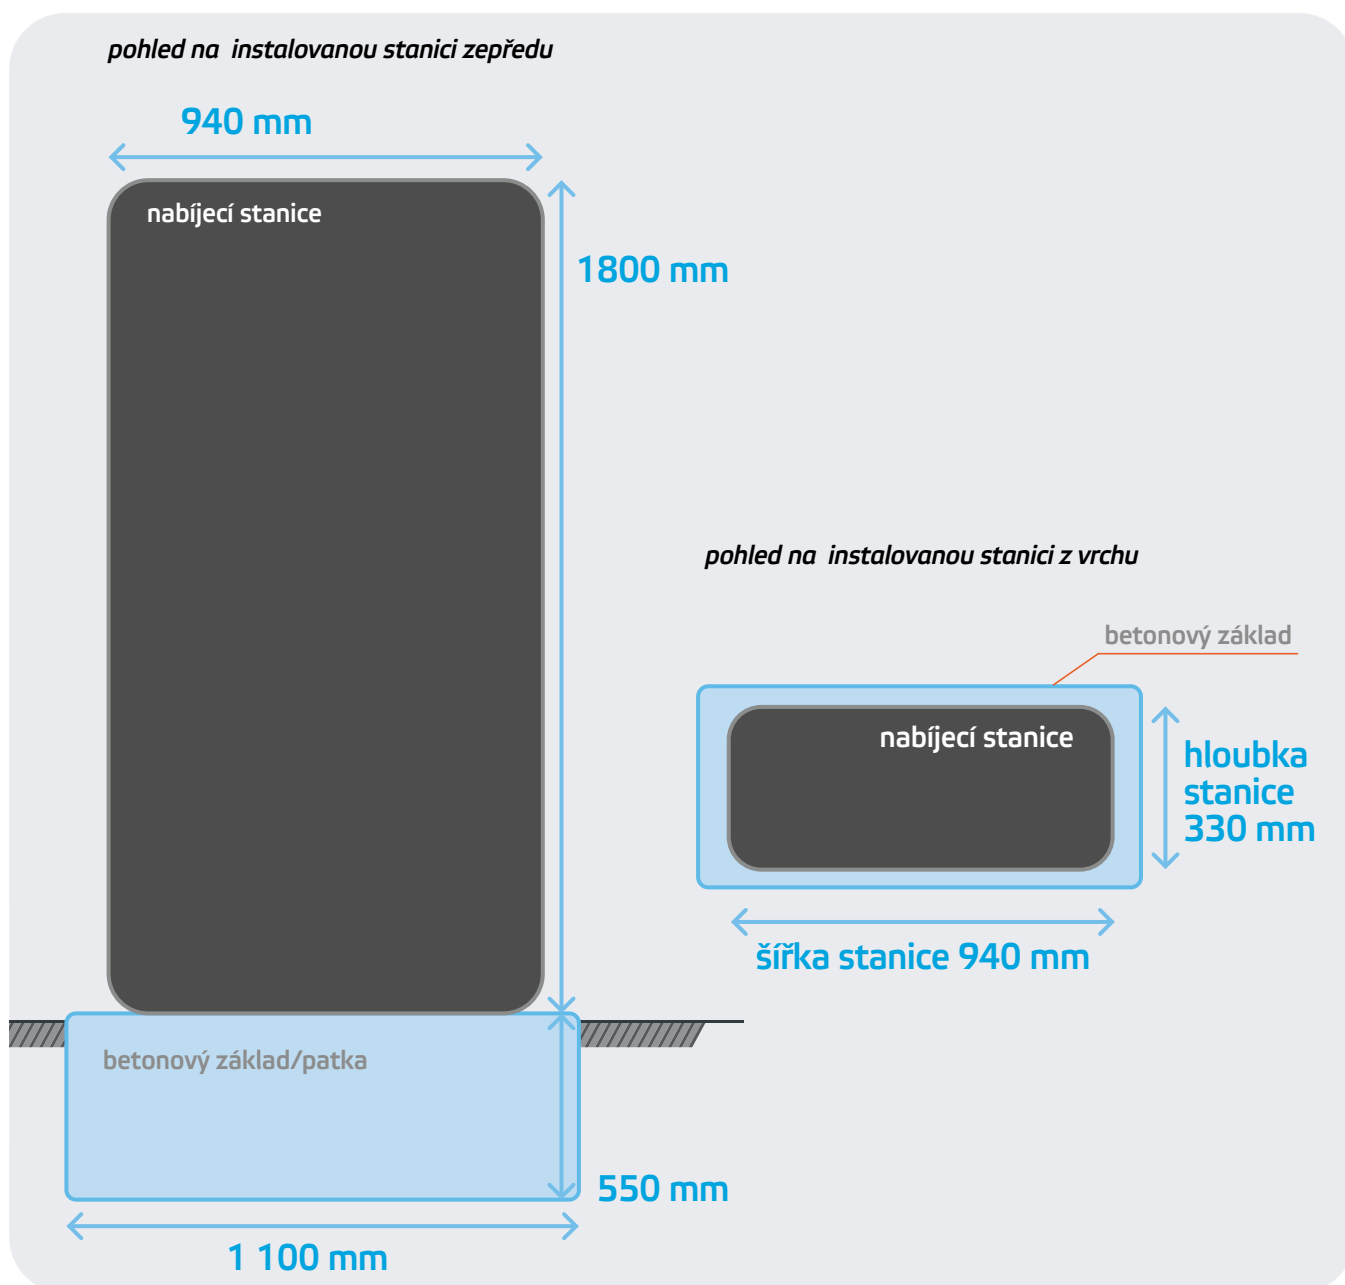 pohled na  instalovanou stanici zepředu
940 mm
nabíjecí stanice
1800 mm
pohled na  instalovanou stanici z vrchu
betonový základ
nabíjecí stanice
hloubka
stanice
330 mm
šířka stanice 940 mm
betonový základ/patka
550 mm
1 100 mm